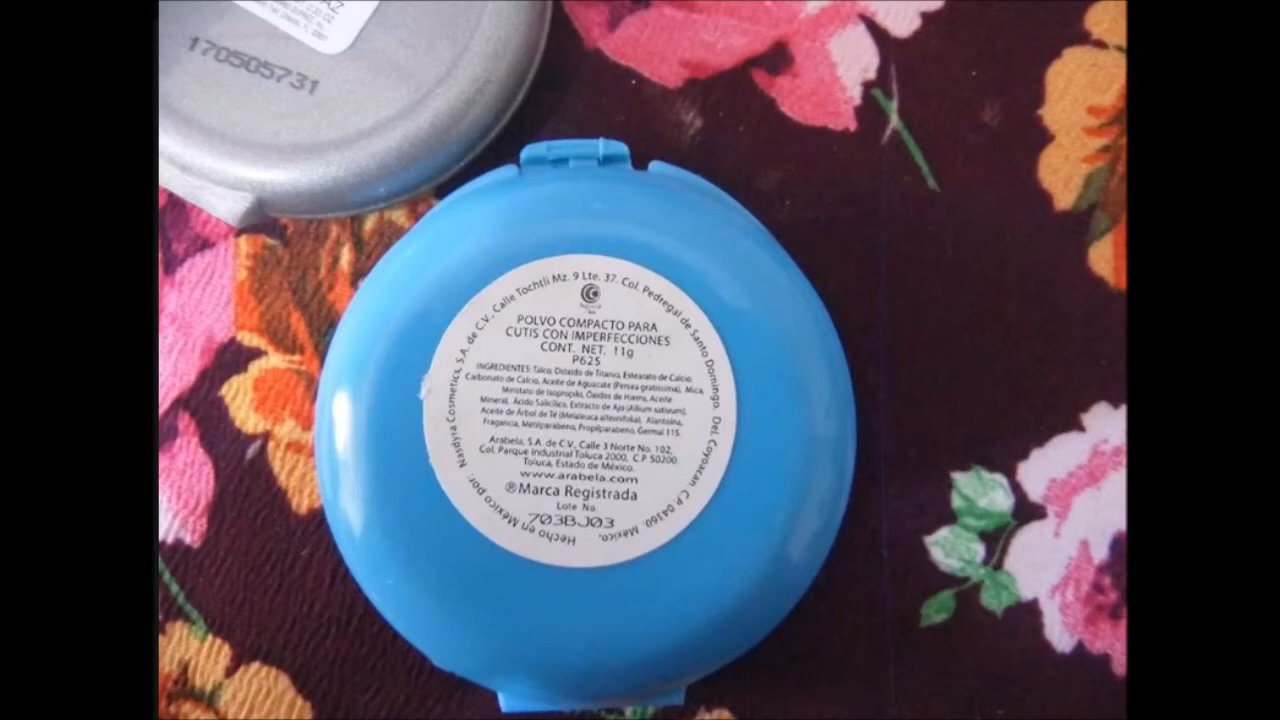 170505731
Hecho en México por: Nasdyra Cosmetics, S.A. de C.V., Calle Tochtli Mz. 9 Lte. 37. Col. Pedregal de Santo Domingo. Del. Coyoacan. C.P 04360. México.
POLVO COMPACTO PARA
CUTIS CON IMPERFECCIONES
CONT. NET. 11g
P625
INGREDIENTES: Talco, Dióxido de Titanio, Estearato de Calcio,
Carbonato de Calcio, Aceite de Aguacate (Persea gratissima), Mica,
Miristato de Isopropilo, Óxidos de Hierro, Aceite
Mineral, Ácido Salicílico, Extracto de Ajo (Allium sativum),
Aceite de Árbol de Té (Melaleuca alternifolia), Alantoína,
Fragancia, Metilparabeno, Propilparabeno, Germal 115.
Arabela, S.A. de C.V., Calle 3 Norte No. 102,
Col. Parque Industrial Toluca 2000, C.P 50200.
Toluca, Estado de México.
www.arabela.com
®Marca Registrada
Lote No.
703BJ03